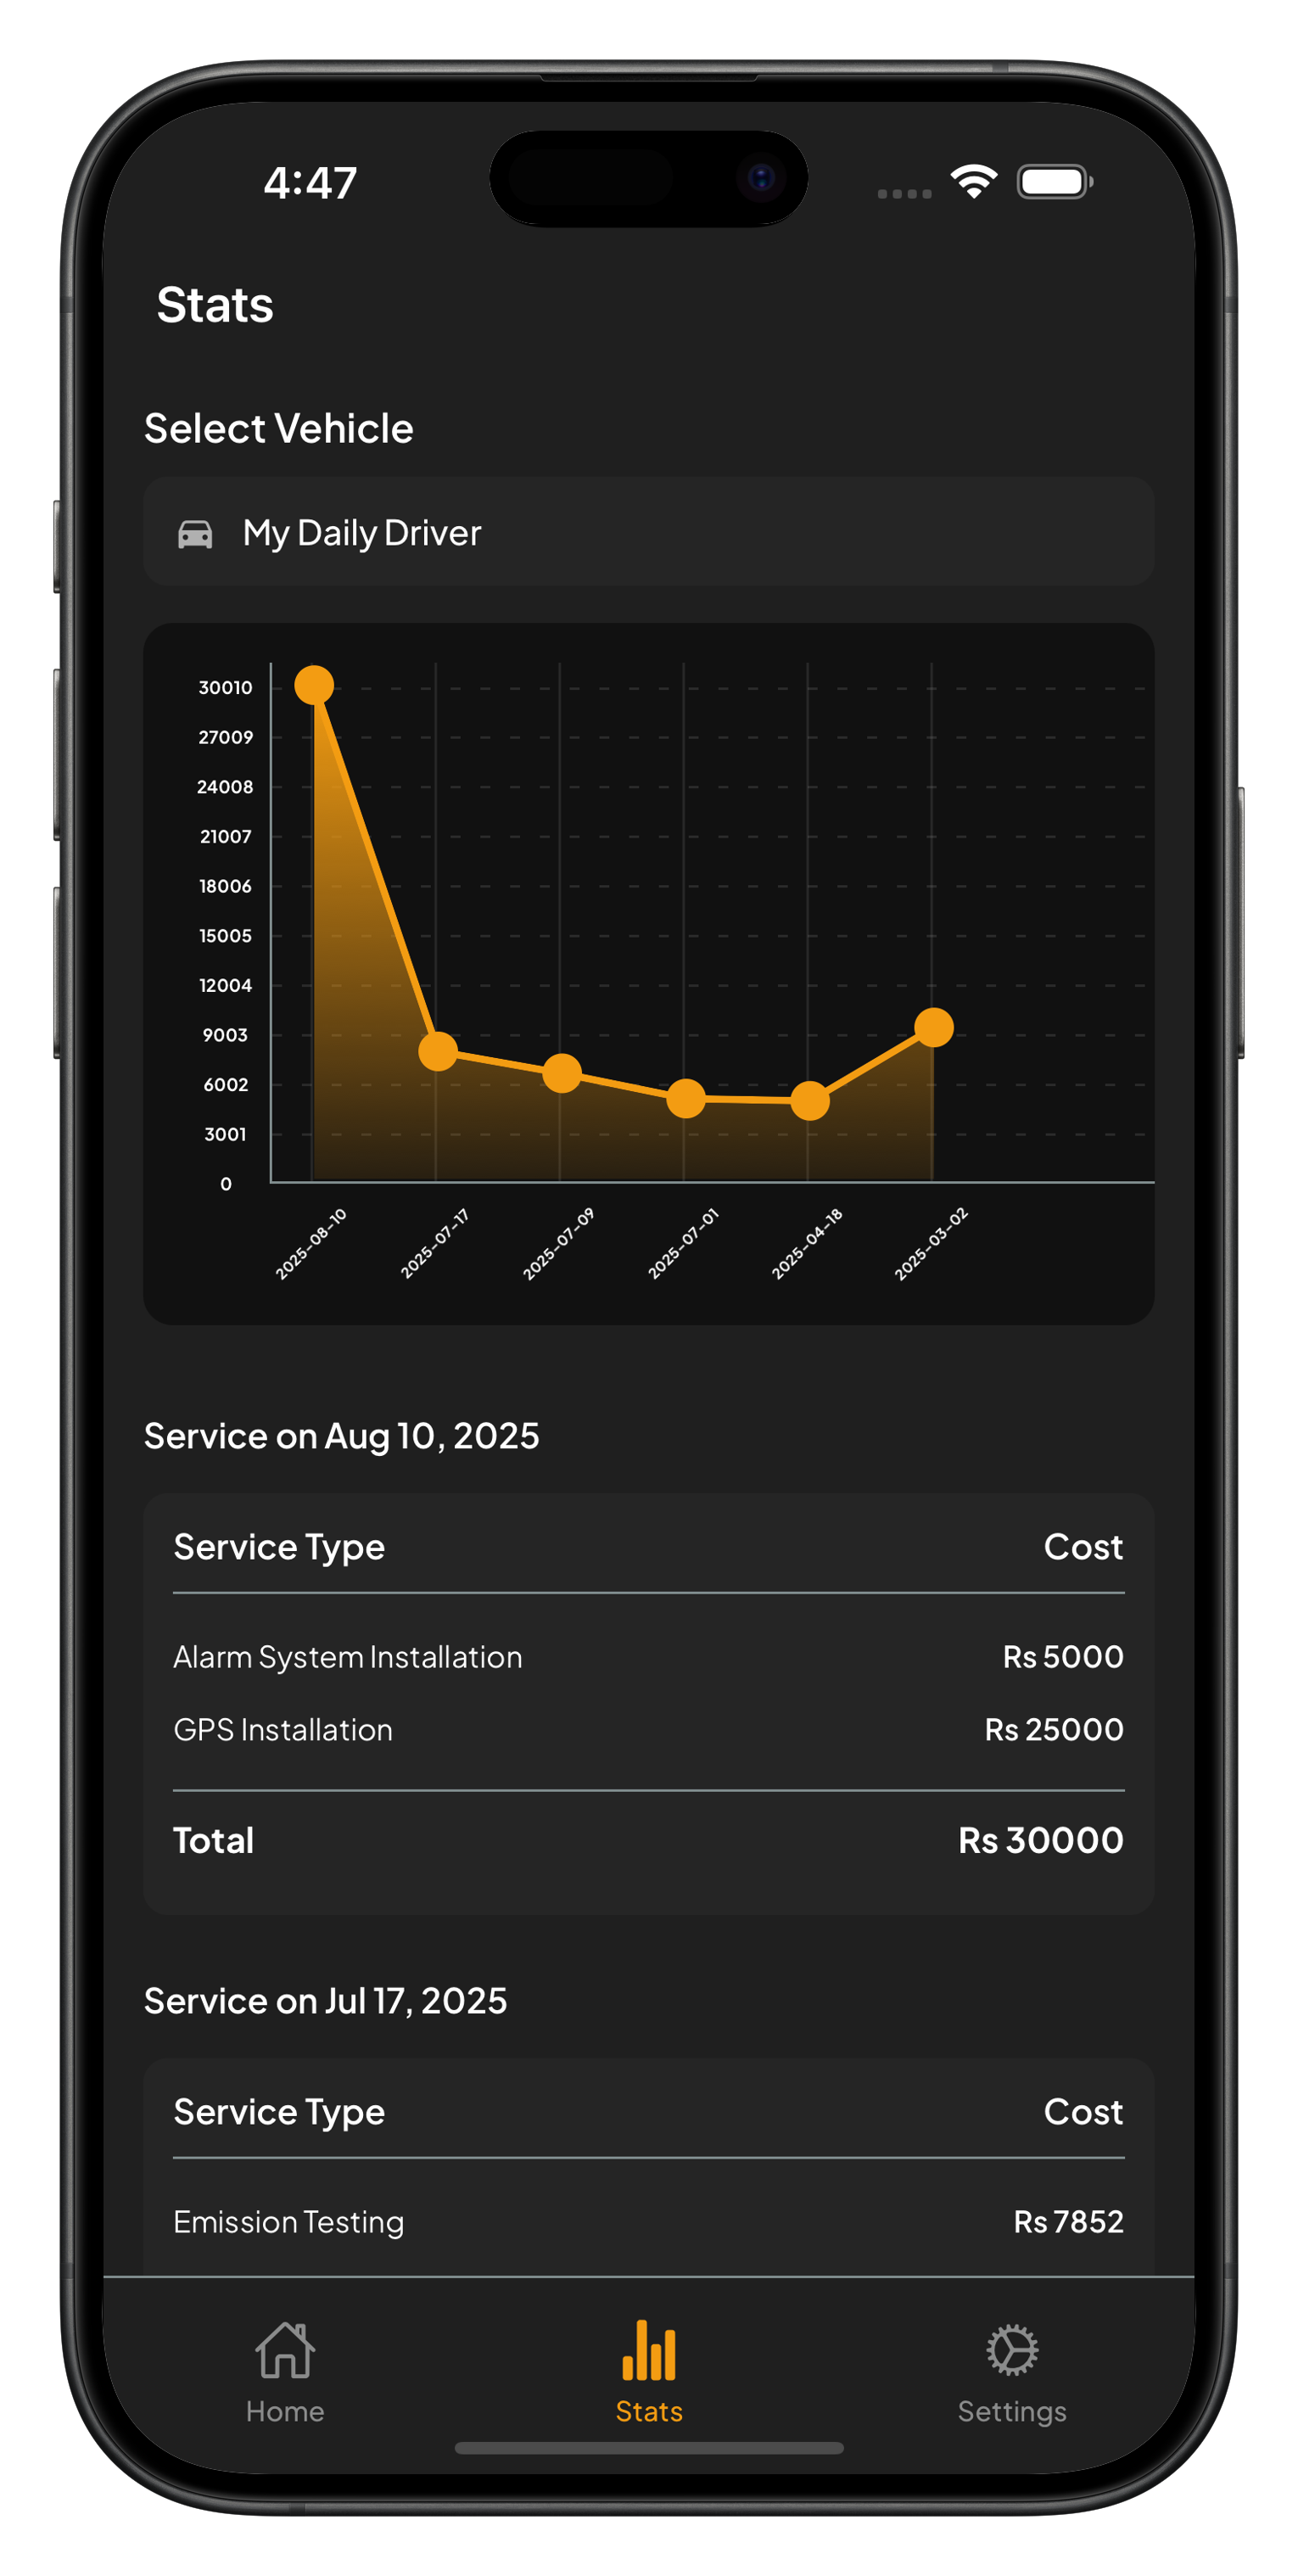 4:47
Stats
Select Vehicle
My Daily Driver
30010
27009
24008
21007
18006
15005
12004
9003
6002
3001
0
2025-08-10
2025-07-17
2025-07-09
2025-07-01
2025-04-18
2025-03-02
Service on Aug 10, 2025
Service Type Cost
Alarm System Installation Rs 5000
GPS Installation Rs 25000
Total Rs 30000
Service on Jul 17, 2025
Service Type Cost
Emission Testing Rs 7852
Home Stats Settings